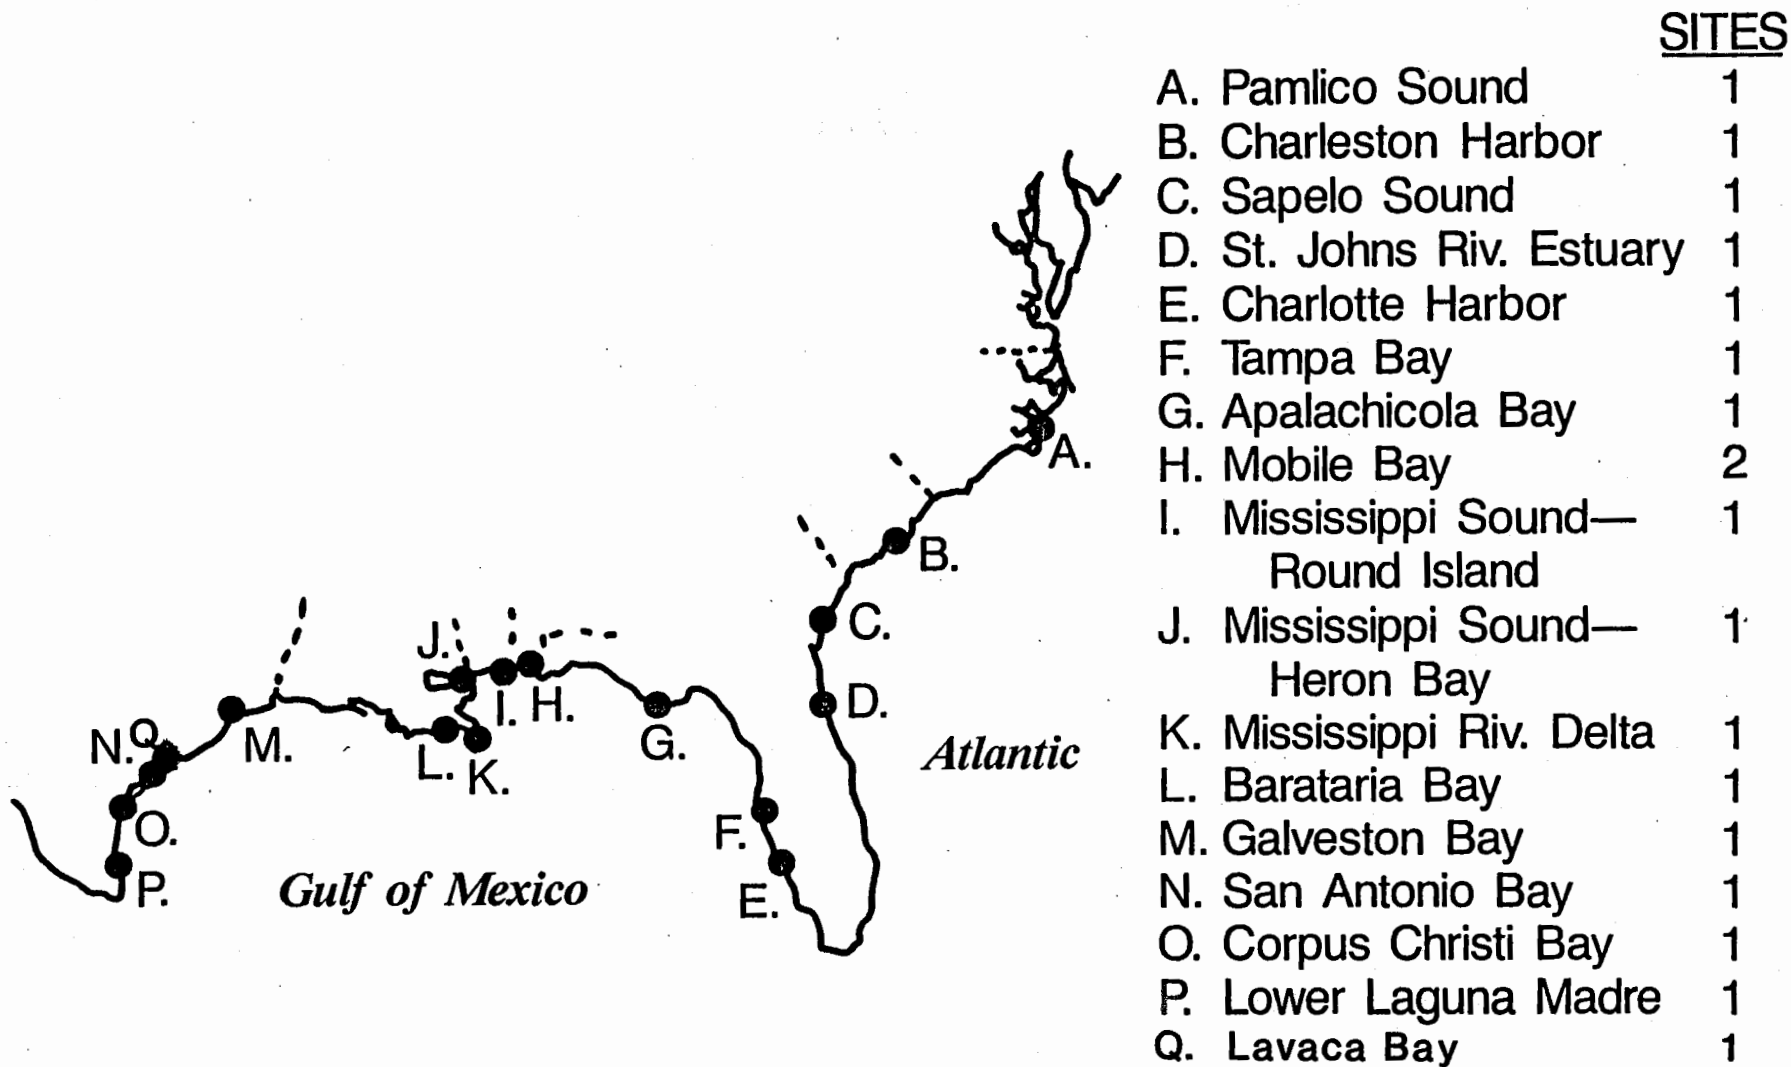 SITES
A. Pamlico Sound 1
B. Charleston Harbor 1
C. Sapelo Sound 1
D. St. Johns Riv. Estuary 1
E. Charlotte Harbor 1
F. Tampa Bay 1
G. Apalachicola Bay 1
H. Mobile Bay 2
I. Mississippi Sound— 1
Round Island
J. Mississippi Sound— 1
Heron Bay
K. Mississippi Riv. Delta 1
L. Barataria Bay 1
M. Galveston Bay 1
N. San Antonio Bay 1
O. Corpus Christi Bay 1
P. Lower Laguna Madre 1
Q. Lavaca Bay 1
A.
B.
C.
D.
J.
I. H.
G.
N. Q
M.
L. K.
Atlantic
O.
F.
P.
Gulf of Mexico
E.